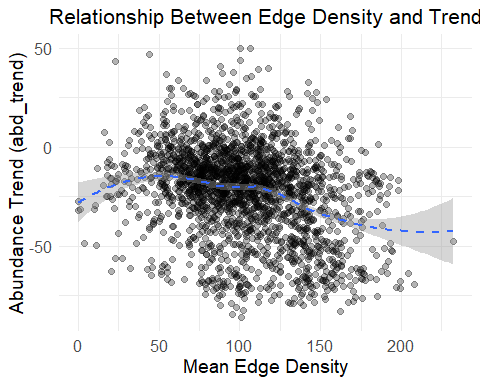 Relationship Between Edge Density and Trend
Abundance Trend (abd_trend)
50
0
-50
0 50 100 150 200
Mean Edge Density